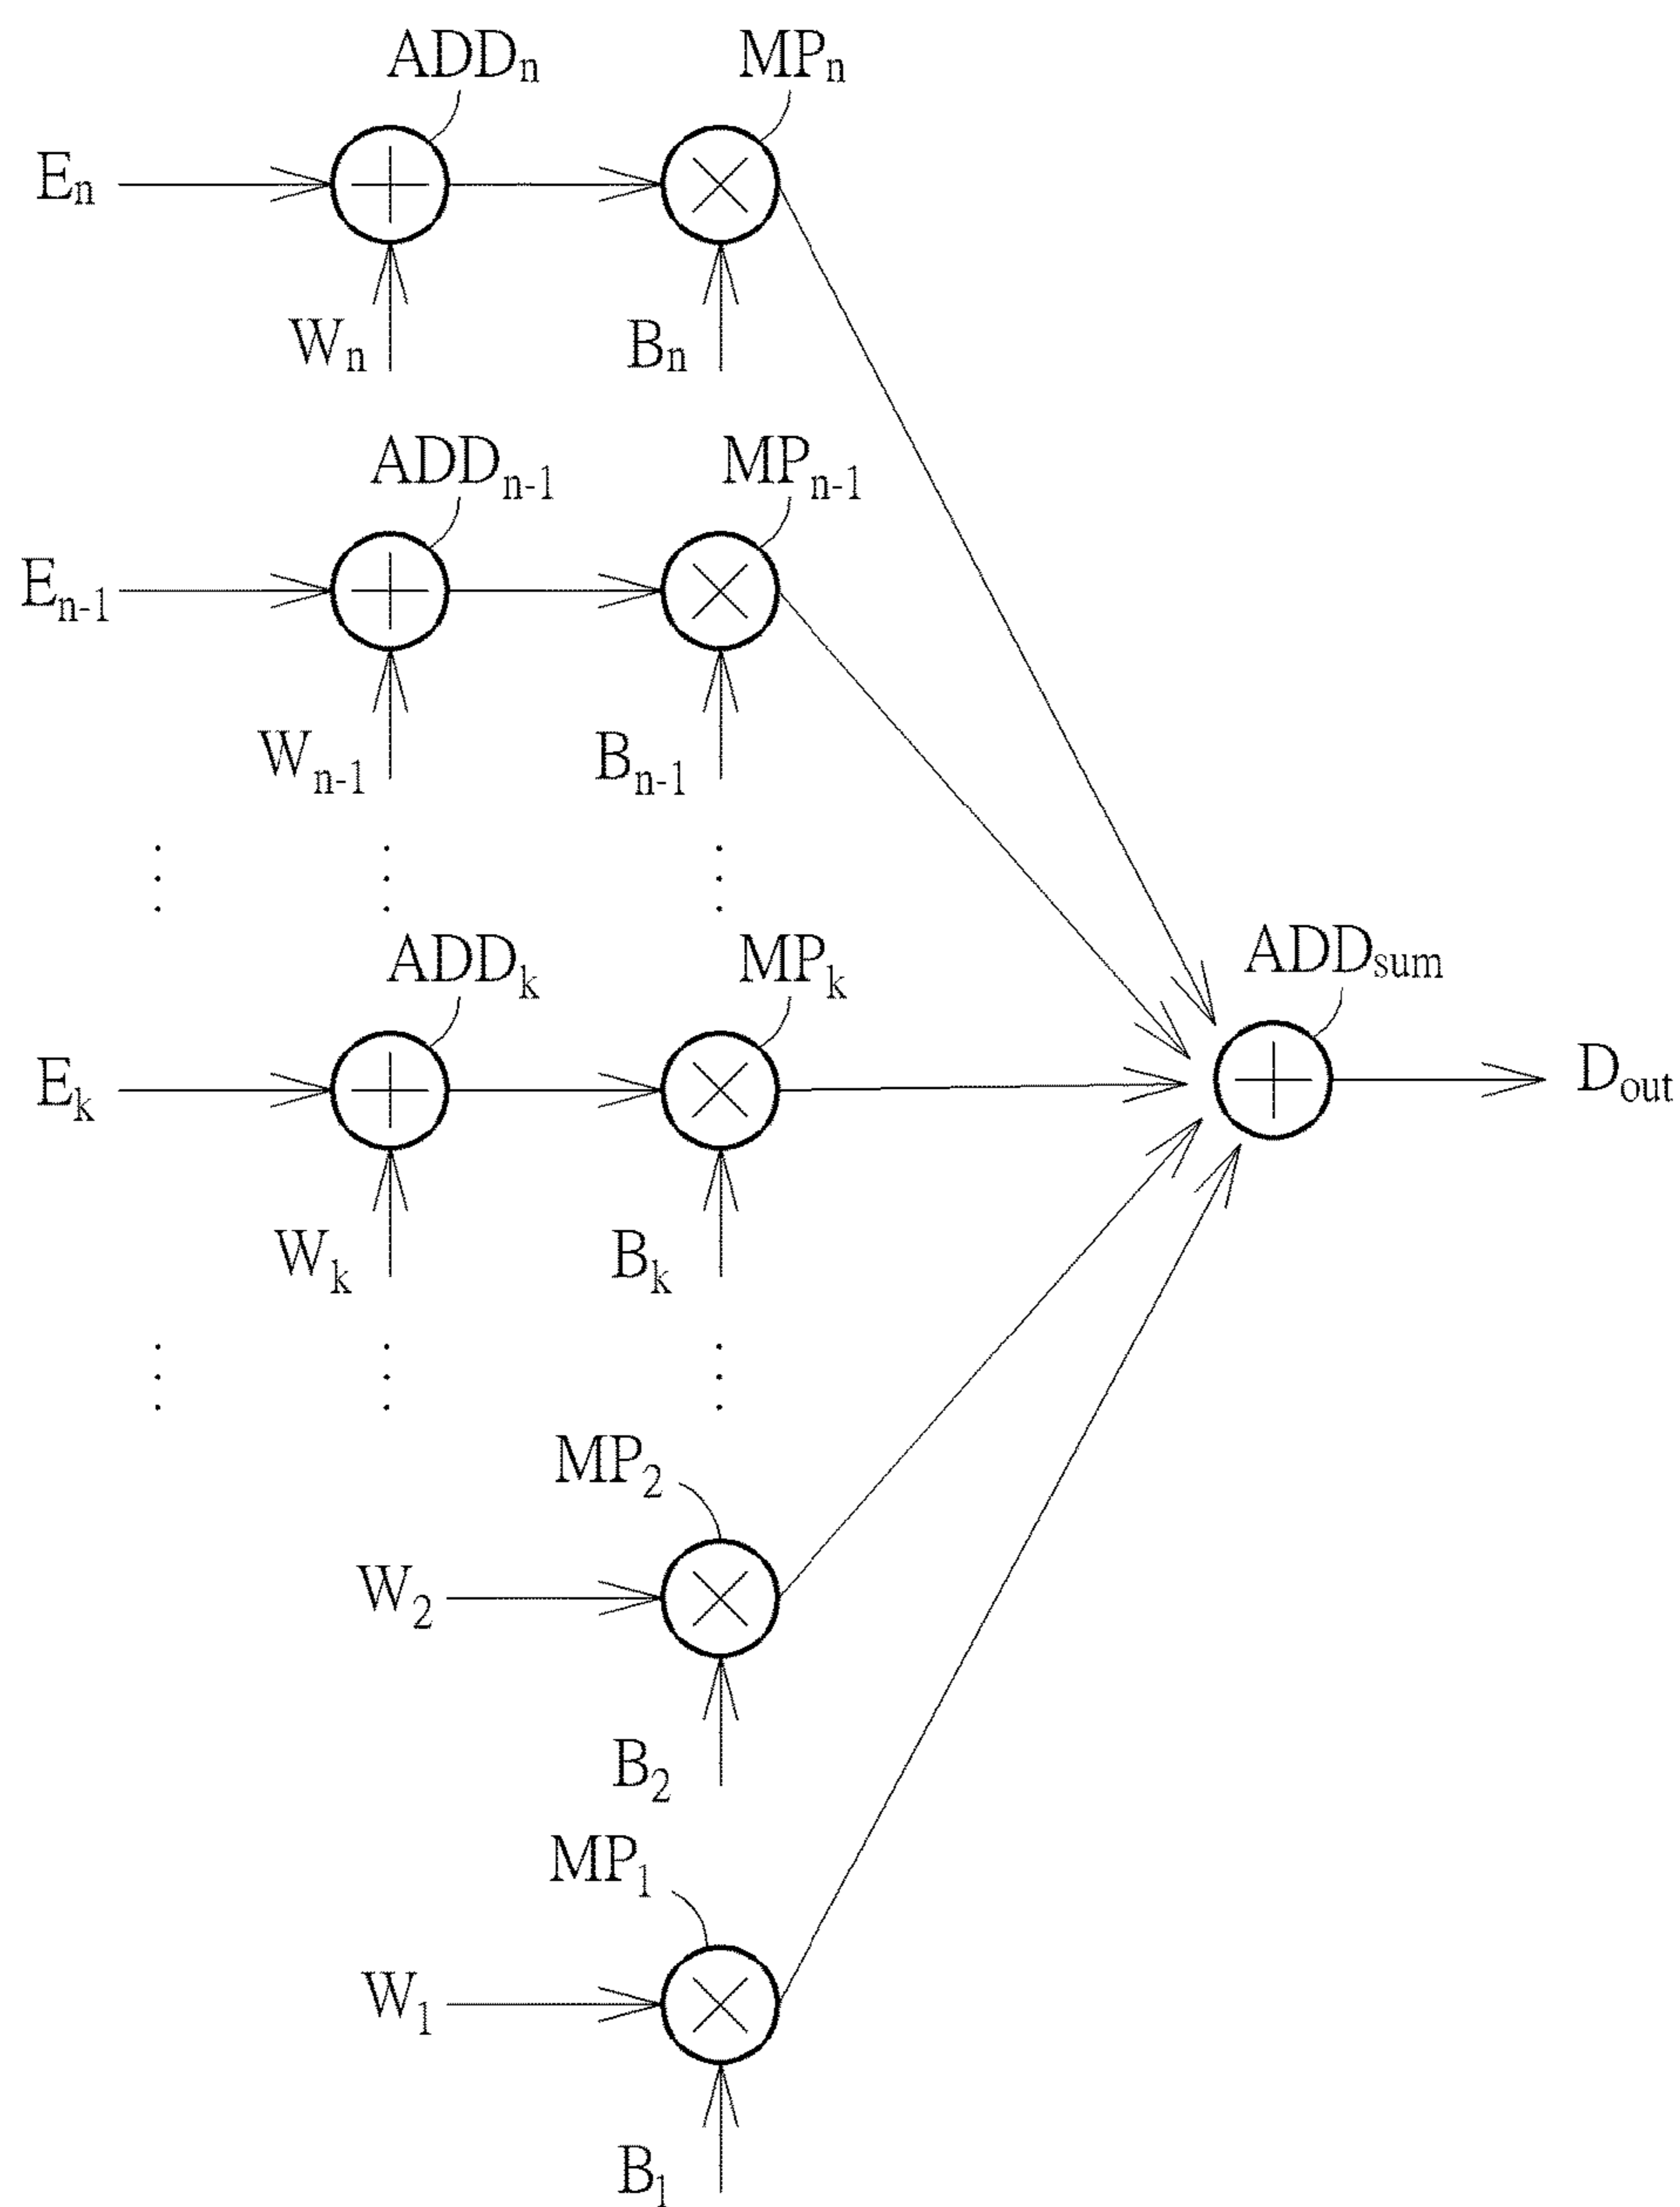 ADDn MPn
En
Wn Bn
ADDn-1 MPn-1
En-1
Wn-1 Bn-1
ADDk MPk ADDsum
Ek Dout
Wk Bk
MP2
W2
B2
MP1
W1
B1